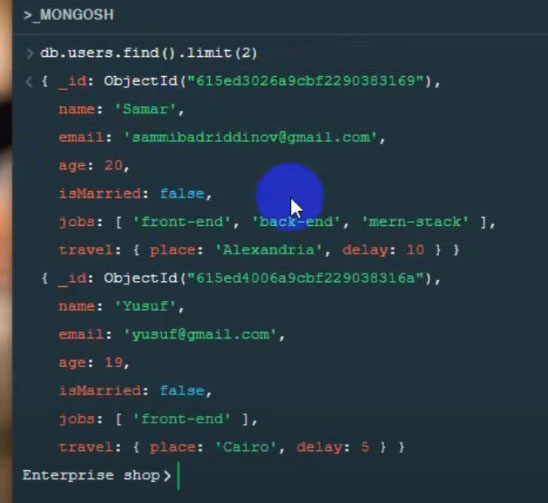 >_MONGOSH
> db.users.find().limit(2)
< { _id: ObjectId("615ed3026a9cbf2290383169"),
name: 'Samar',
email: 'sammibadriddinov@gmail.com',
age: 20,
isMarried: false,
jobs: [ 'front-end', 'back-end', 'mern-stack' ],
travel: { place: 'Alexandria', delay: 10 } }
{ _id: ObjectId("615ed4006a9cbf229038316a"),
name: 'Yusuf',
email: 'yusuf@gmail.com',
age: 19,
isMarried: false,
jobs: [ 'front-end' ],
travel: { place: 'Cairo', delay: 5 } }
Enterprise shop>